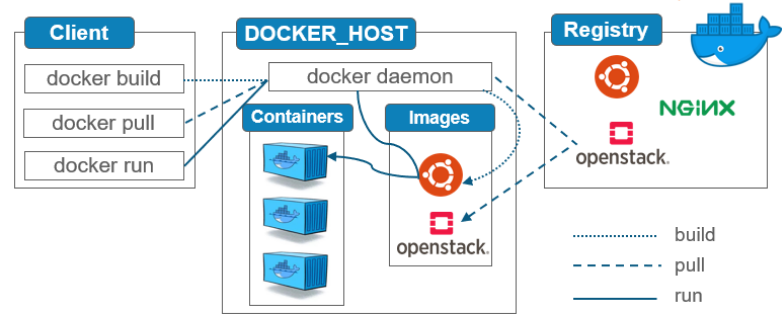 Client
docker build
docker pull
docker run
DOCKER_HOST
docker daemon
Containers
Images
openstack.
Registry
NGINX
openstack.
build
pull
run